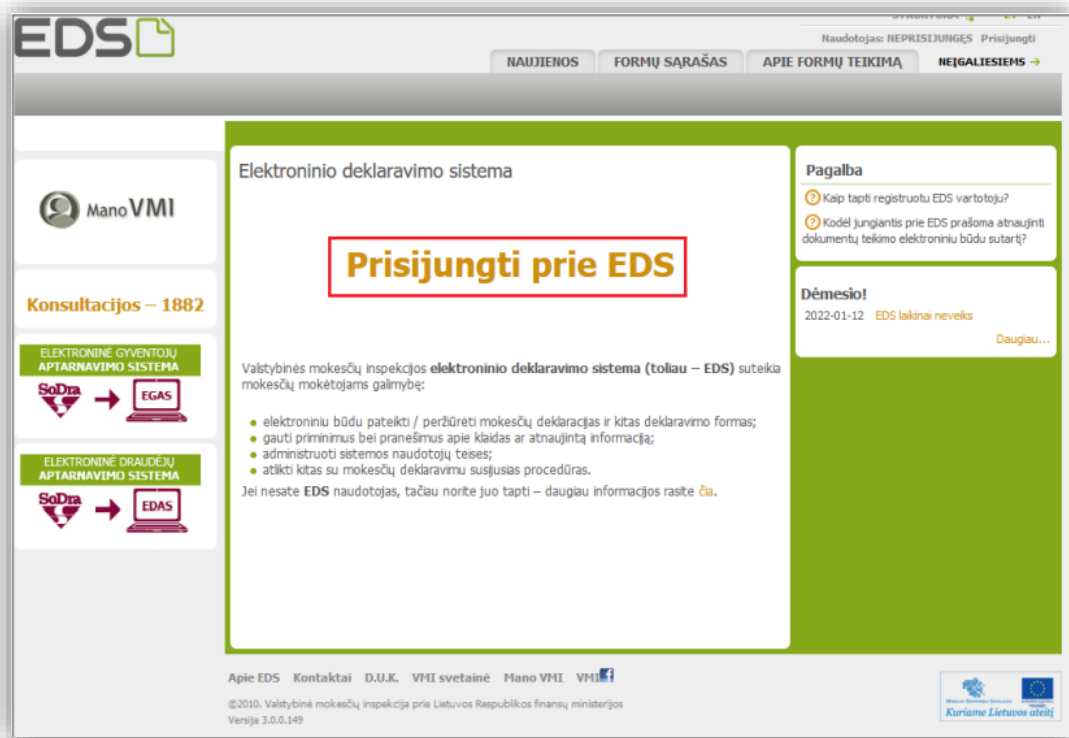 EDS
Naudotojas: NEPRISIJUNGĘS Prisijungti
NAUJIENOS
FORMŲ SĄRAŠAS
APIE FORMŲ TEIKIMĄ
NEĮGALIESIEMS →
Mano VMI
Konsultacijos – 1882
ELEKTRONINĖ GYVENTOJŲ
APTARNAVIMO SISTEMA
SoDra
EGAS
ELEKTRONINĖ DRAUDĖJŲ
APTARNAVIMO SISTEMA
SoDra
EDAS
Elektroninio deklaravimo sistema
Prisijungti prie EDS
Valstybinės mokesčių inspekcijos elektroninio deklaravimo sistema (toliau – EDS) suteikia
mokesčių mokėtojams galimybę:
elektroniniu būdu pateikti / peržiūrėti mokesčių deklaracijas ir kitas deklaravimo formas;
gauti priminimus bei pranešimus apie klaidas ar atnaujintą informaciją;
administruoti sistemos naudotojų teises;
atlikti kitas su mokesčių deklaravimu susijusias procedūras.
Jei nesate EDS naudotojas, tačiau norite juo tapti – daugiau informacijos rasite čia.
Pagalba
Kaip tapti registruotu EDS vartotoju?
Kodėl jungiantis prie EDS prašoma atnaujinti
dokumentų teikimo elektroniniu būdu sutartį?
Dėmesio!
2022-01-12 EDS laikinai neveiks
Daugiau...
Apie EDS Kontaktai D.U.K. VMI svetainė Mano VMI VMI
©2010. Valstybinė mokesčių inspekcija prie Lietuvos Respublikos finansų ministerijos
Versija 3.0.0.149
Kuriame Lietuvos ateitį